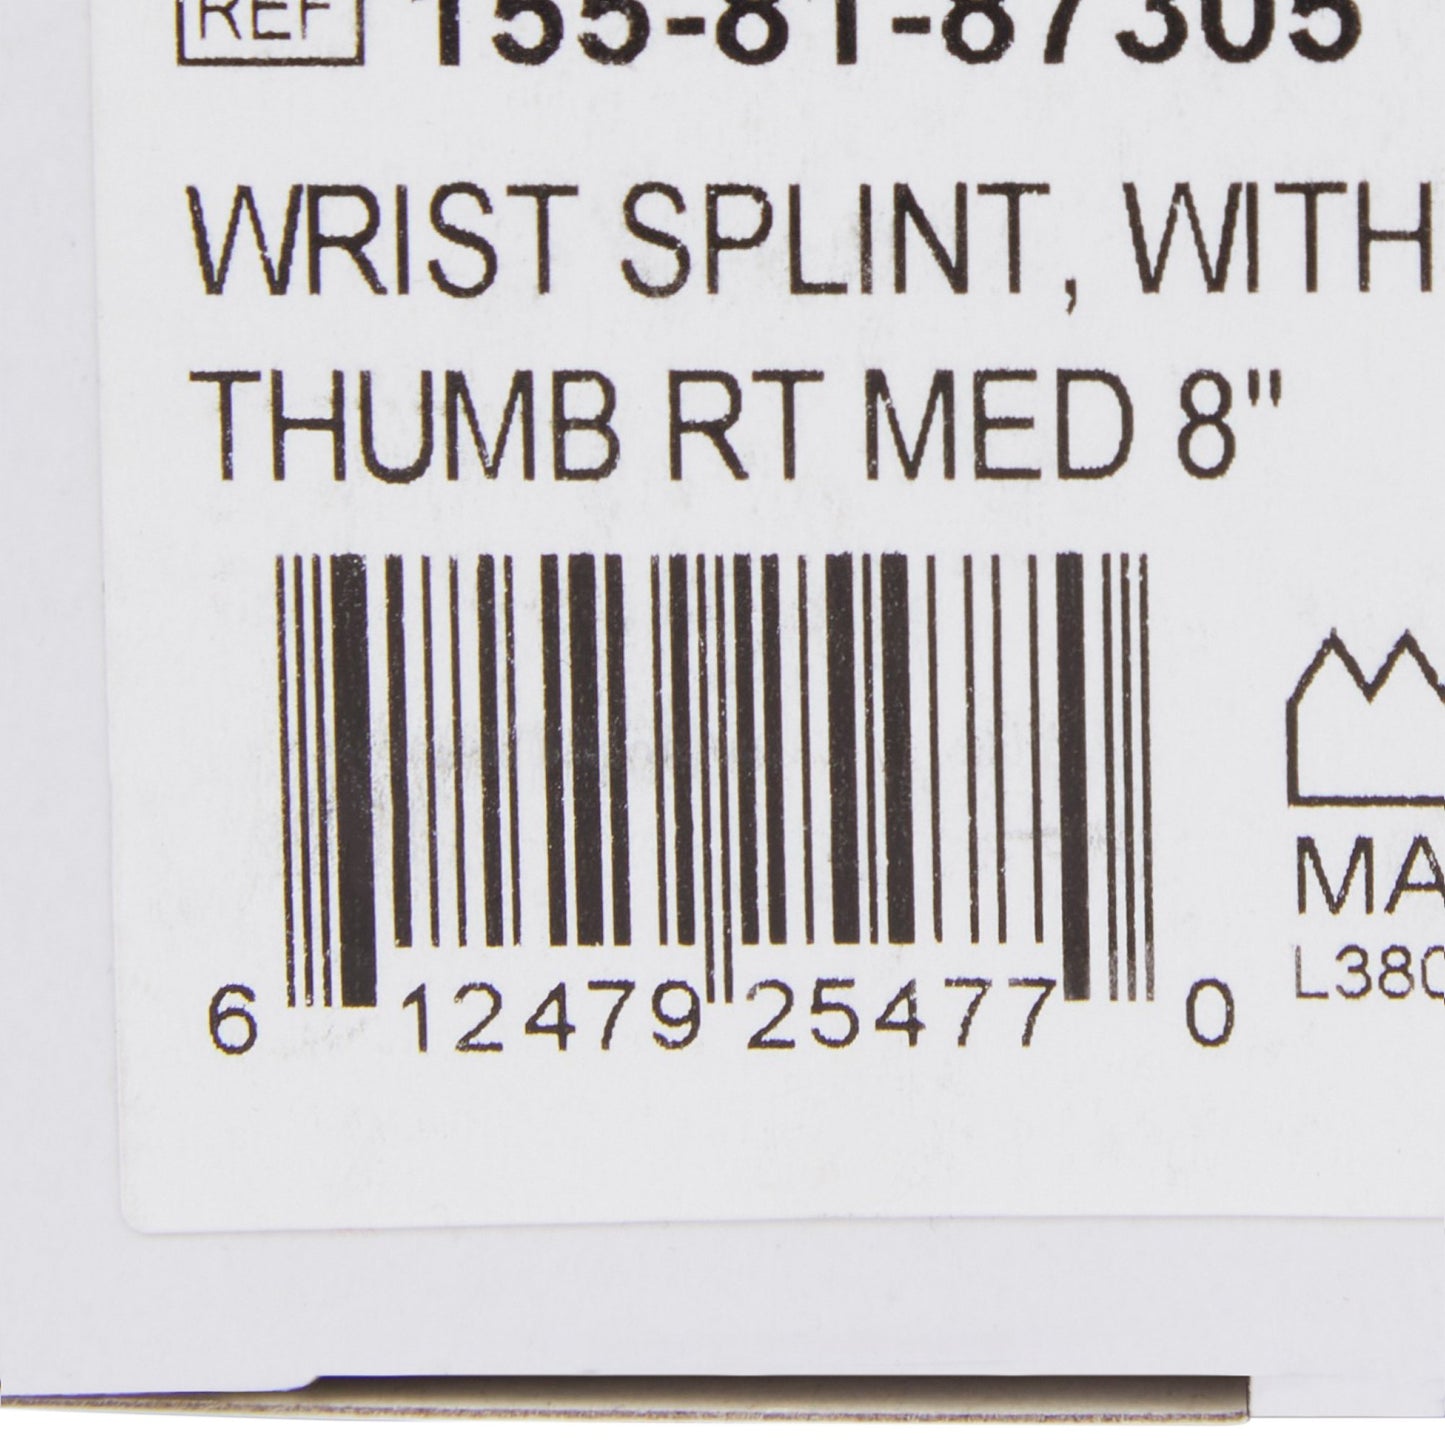 REF 155-81-87305
WRIST SPLINT, WITH
THUMB RT MED 8"
6 12479 25477 0
MA
L380